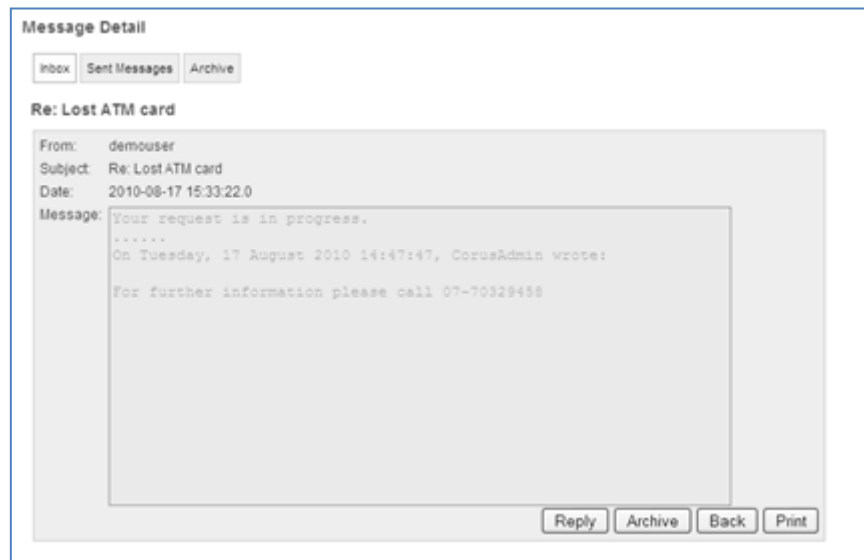 Message Detail
Inbox Sent Messages Archive
Re: Lost ATM card
From: demouser
Subject: Re: Lost ATM card
Date: 2010-08-17 15:33:22.0
Message: Your request is in progress.
......
On Tuesday, 17 August 2010 14:47:47, CorusAdmin wrote:
For further information please call 07-70329458
Reply Archive Back Print